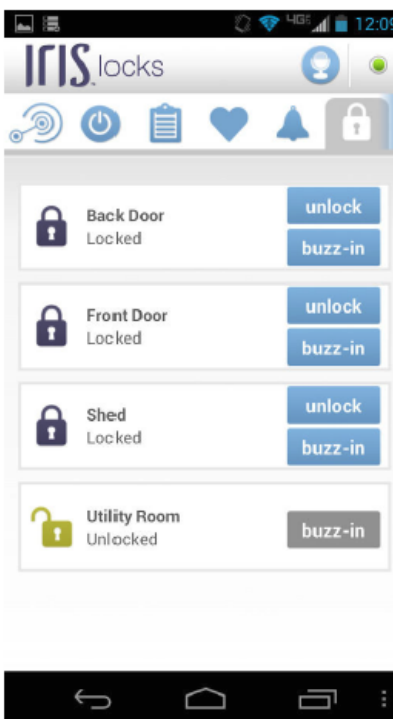 4G 12:09
IRIS locks
Back Door
Locked
unlock
buzz-in
Front Door
Locked
unlock
buzz-in
Shed
Locked
unlock
buzz-in
Utility Room
Unlocked
buzz-in